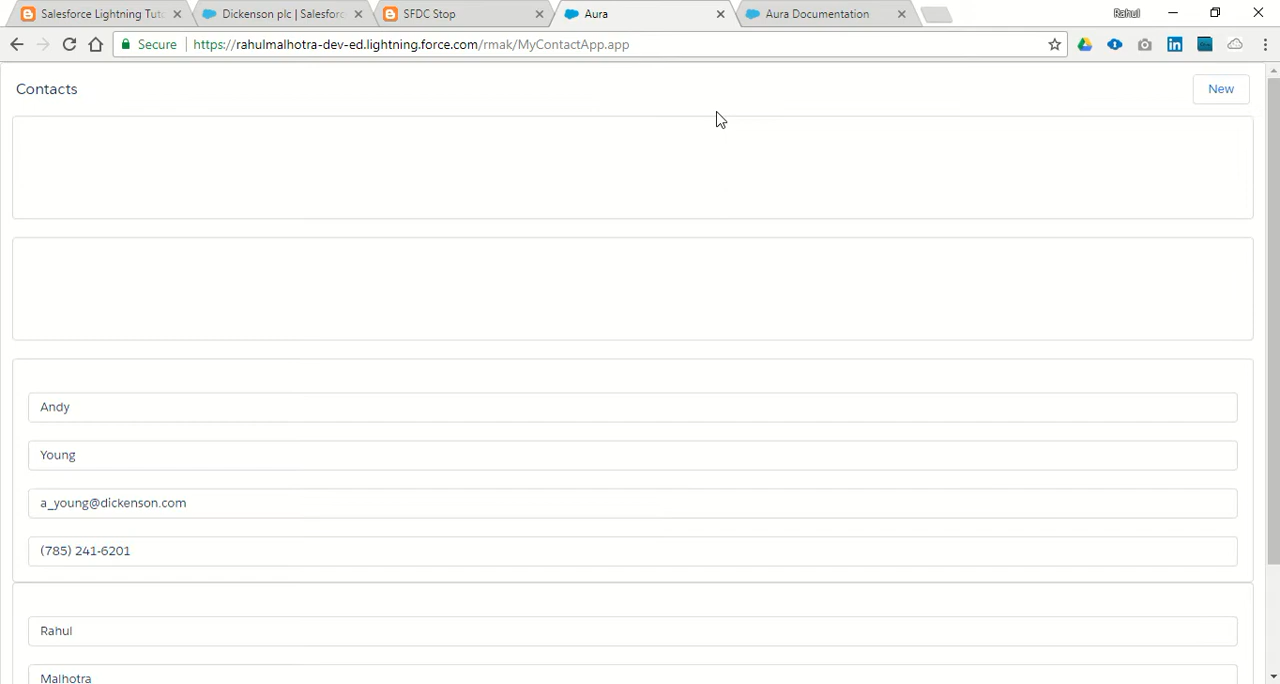 Salesforce Lightning Tuto
Dickenson plc | Salesforc
SFDC Stop
Aura
Aura Documentation
Rahul
Secure
https://rahulmalhotra-dev-ed.lightning.force.com/rmak/MyContactApp.app
Contacts
New
Andy
Young
a_young@dickenson.com
(785) 241-6201
Rahul
Malhotra